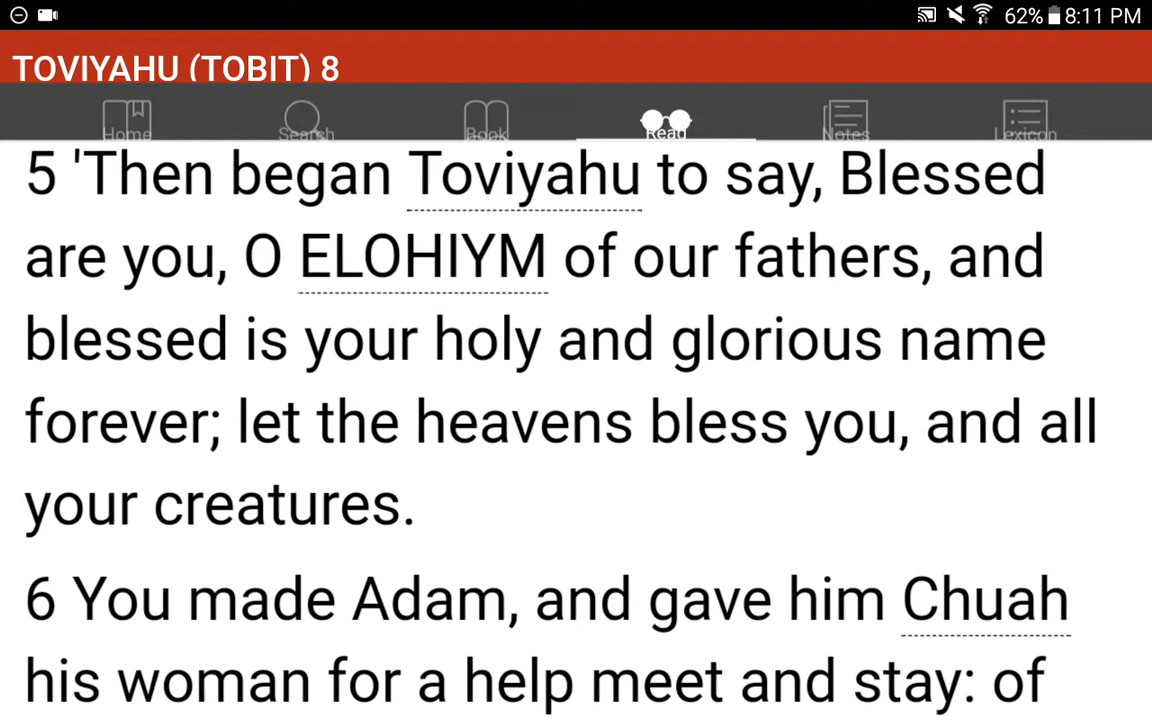 62% 8:11 PM
TOVIYAHU (TOBIT) 8
Home Search Book Read Notes Lexicon
5 'Then began Toviyahu to say, Blessed
are you, O ELOHIYM of our fathers, and
blessed is your holy and glorious name
forever; let the heavens bless you, and all
your creatures.
6 You made Adam, and gave him Chuah
his woman for a help meet and stay: of